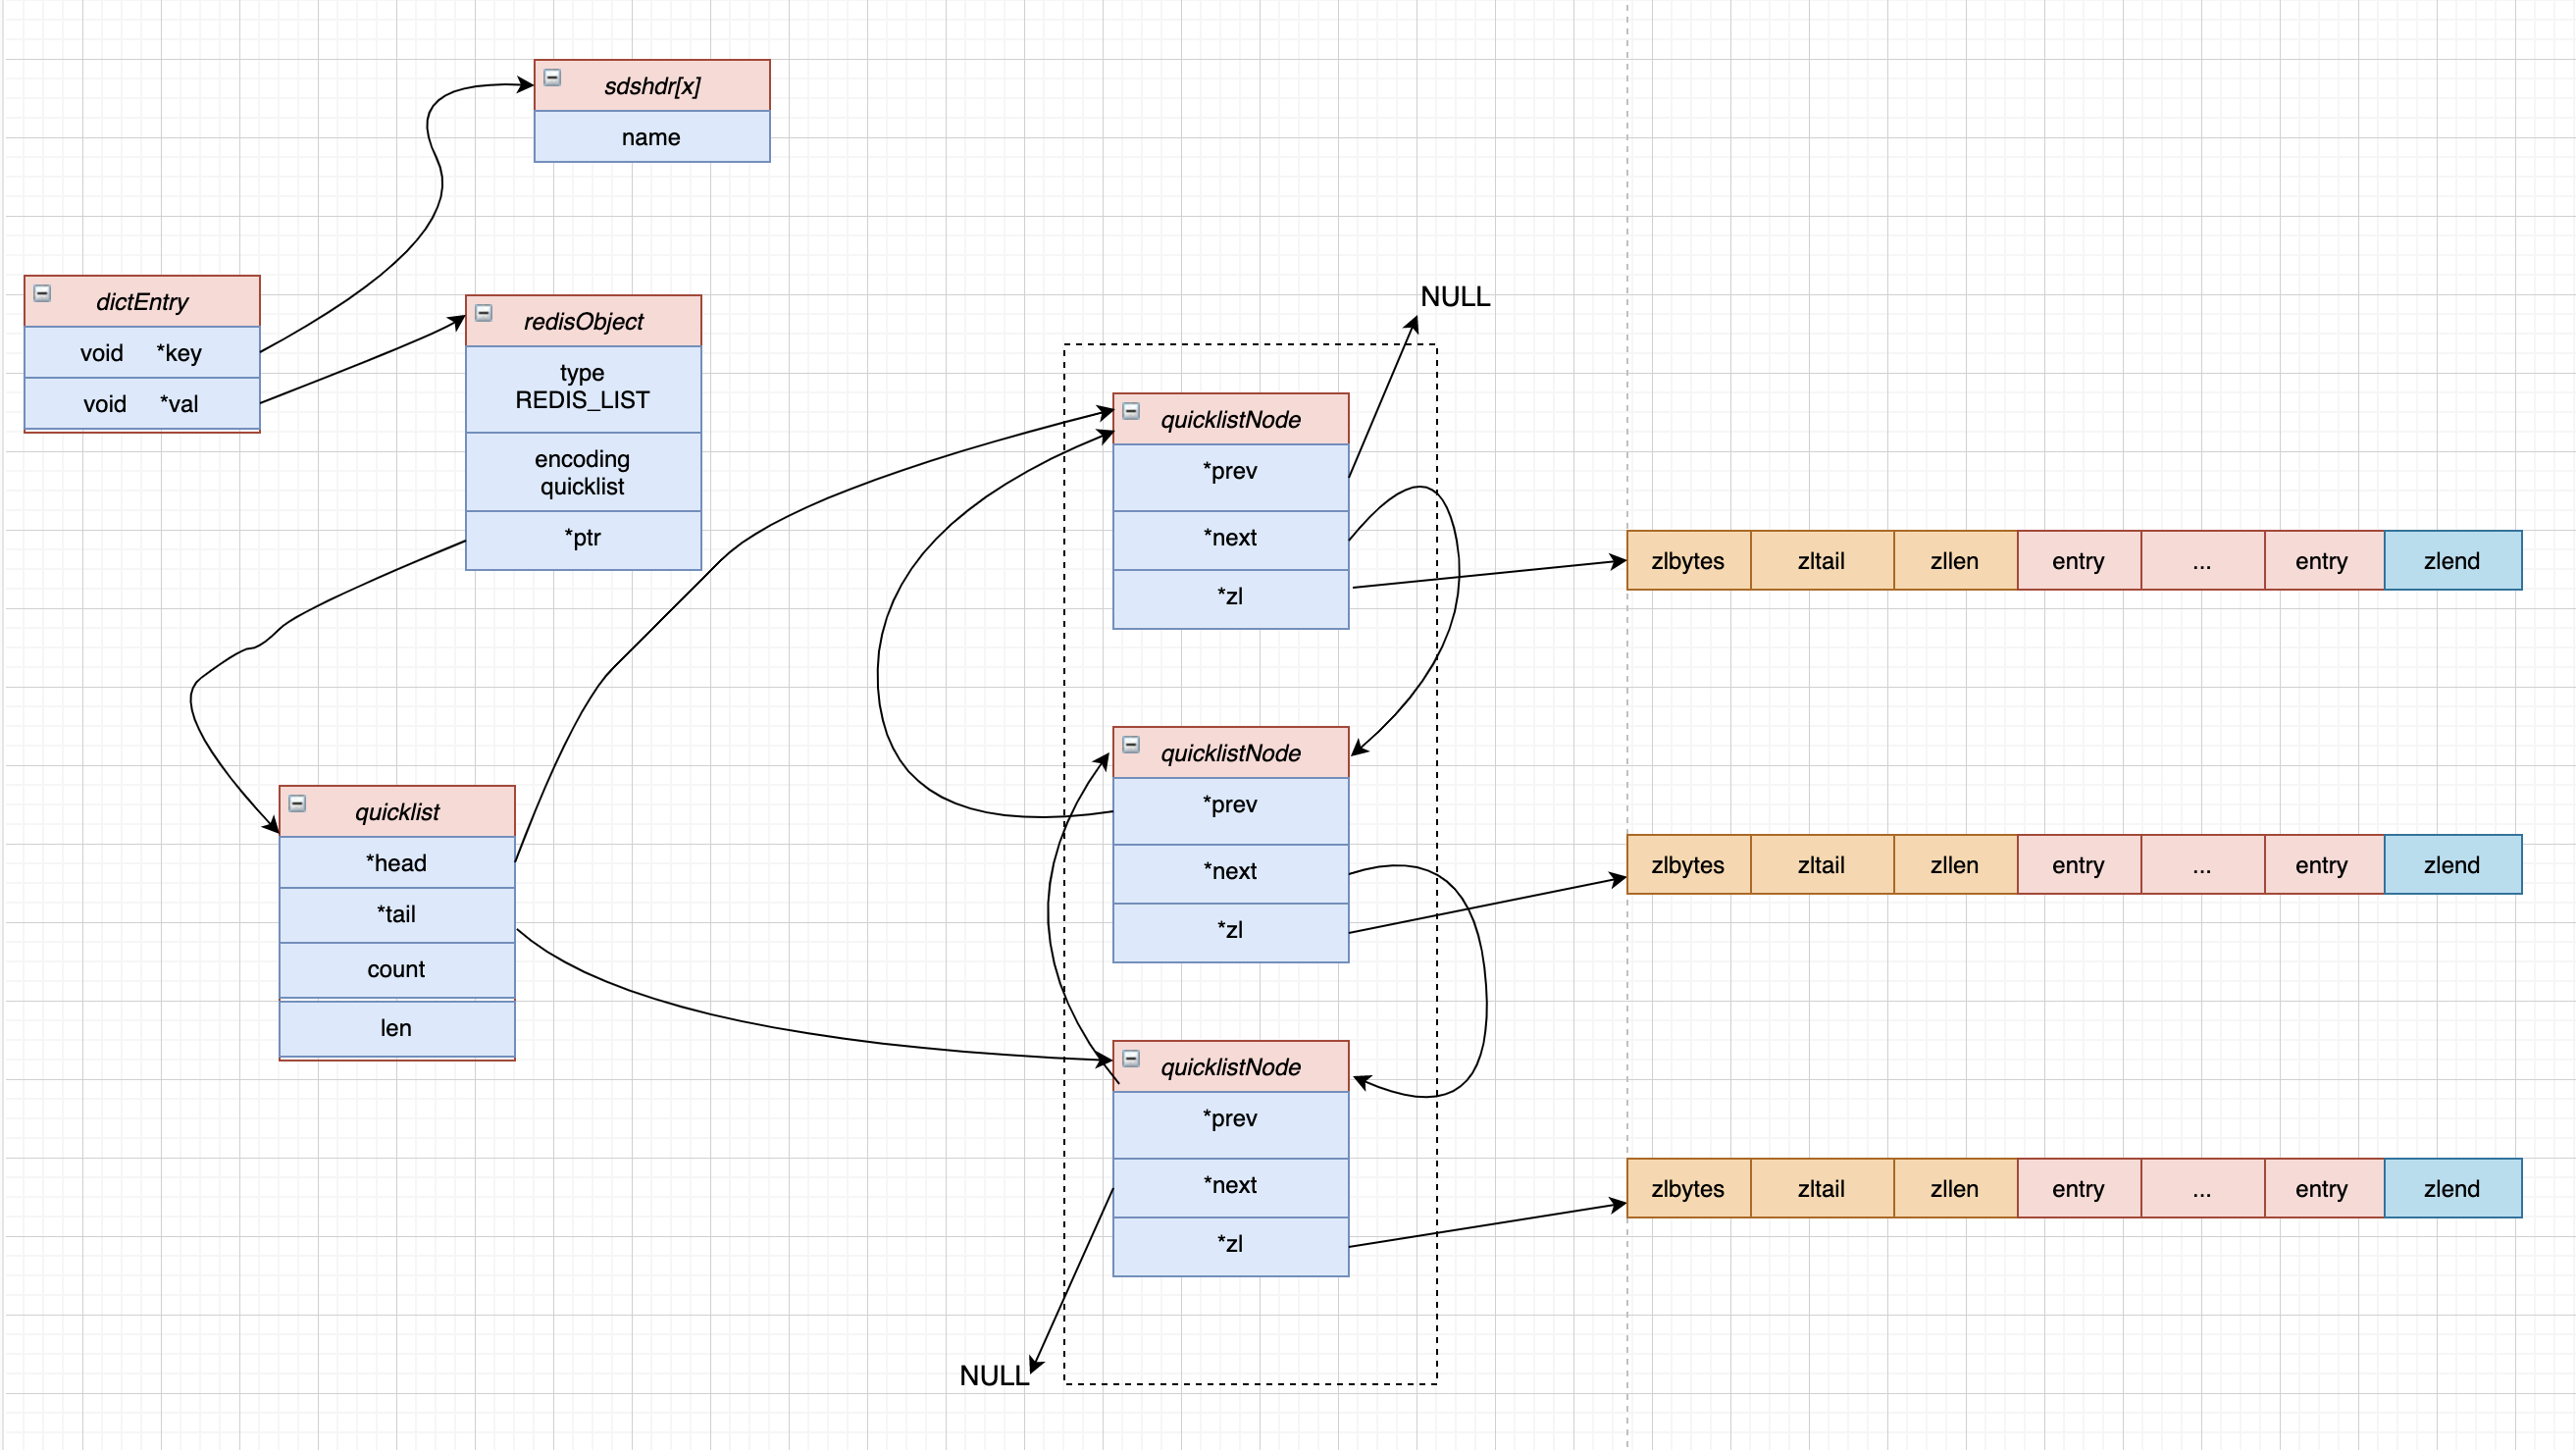 sdshdr[x]
name
dictEntry
void *key
void *val
redisObject
type
REDIS_LIST
encoding
quicklist
*ptr
quicklist
*head
*tail
count
len
NULL
quicklistNode
*prev
*next
*zl
quicklistNode
*prev
*next
*zl
quicklistNode
*prev
*next
*zl
NULL
zlbytes zltail zllen entry ... entry zlend
zlbytes zltail zllen entry ... entry zlend
zlbytes zltail zllen entry ... entry zlend